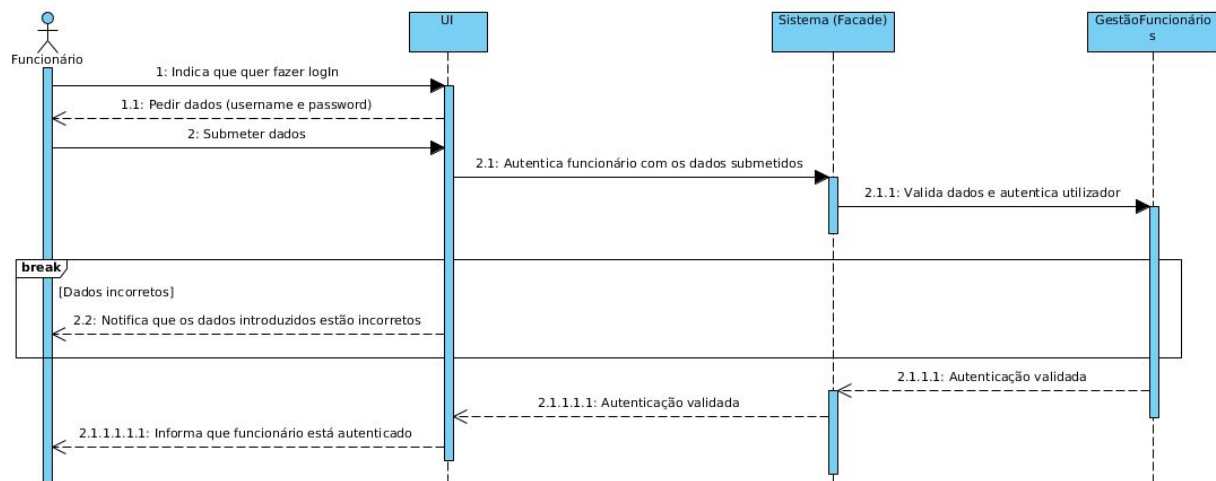 UI
Sistema (Facade)
GestãoFuncionário
s
Funcionário
1: Indica que quer fazer logIn
1.1: Pedir dados (username e password)
2: Submeter dados
2.1: Autentica funcionário com os dados submetidos
2.1.1: Valida dados e autentica utilizador
break
[Dados incorretos]
2.2: Notifica que os dados introduzidos estão incorretos
2.1.1.1: Autenticação validada
2.1.1.1.1: Autenticação validada
2.1.1.1.1.1: Informa que funcionário está autenticado